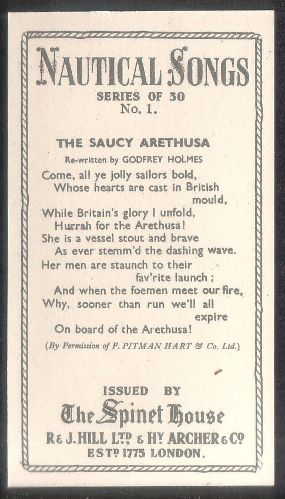 NAUTICAL SONGS
SERIES OF 30
No. 1.
THE SAUCY ARETHUSA
Re-written by GODFREY HOLMES
Come, all ye jolly sailors bold,
Whose hearts are cast in British
mould,
While Britain's glory I unfold,
Hurrah for the Arethusa!
She is a vessel stout and brave
As ever stemm'd the dashing wave.
Her men are staunch to their
fav'rite launch;
And when the foemen meet our fire,
Why, sooner than run we'll all
expire
On board of the Arethusa!
(By Permission of F. PITMAN HART & Co. Ltd.)
ISSUED BY
The Spinet House
R & J. HILL LTD & HY ARCHER & CO
ESTD 1775 LONDON.